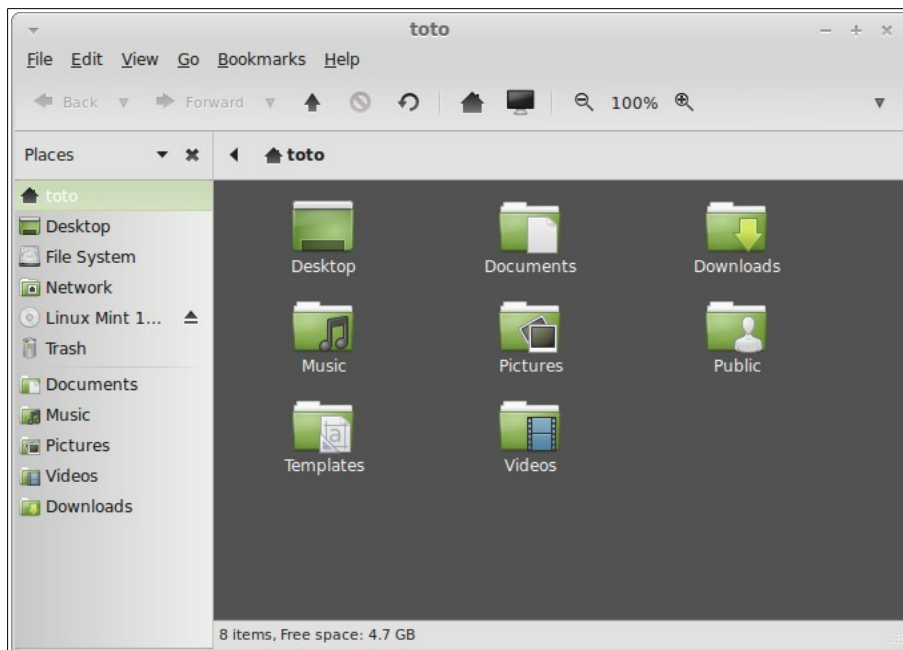 toto
File Edit View Go Bookmarks Help
Back Forward 100%
Places
toto
toto
Desktop
File System
Network
Linux Mint 1...
Trash
Documents
Music
Pictures
Videos
Downloads
Desktop Documents Downloads
Music Pictures Public
Templates Videos
8 items, Free space: 4.7 GB